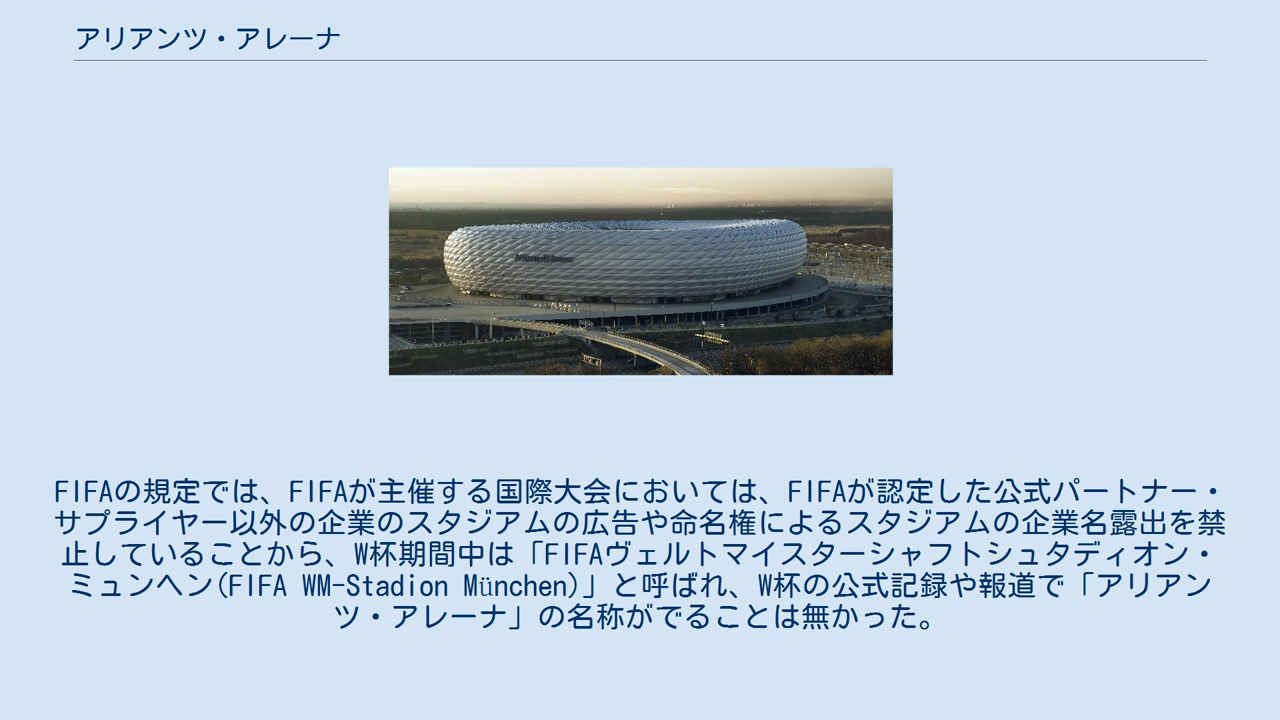 アリアンツ・アレーナ
FIFAの規定では、FIFAが主催する国際大会においては、FIFAが認定した公式パートナー・
サプライヤー以外の企業のスタジアムの広告や命名権によるスタジアムの企業名露出を禁
止していることから、W杯期間中は「FIFAヴェルトマイスターシャフトシュタディオン・
ミュンヘン(FIFA WM-Stadion München)」と呼ばれ、W杯の公式記録や報道で「アリアン
ツ・アレーナ」の名称がでることは無かった。